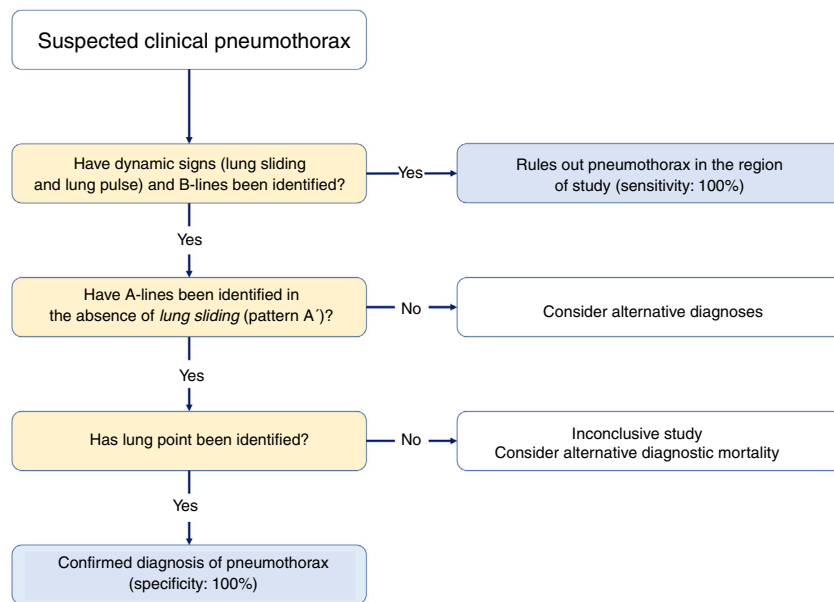 Suspected clinical pneumothorax
Have dynamic signs (lung sliding
and lung pulse) and B-lines been identified?
Yes
Rules out pneumothorax in the region
of study (sensitivity: 100%)
Yes
Have A-lines been identified in
the absence of lung sliding (pattern A´)?
No
Consider alternative diagnoses
Yes
Has lung point been identified?
No
Inconclusive study
Consider alternative diagnostic mortality
Yes
Confirmed diagnosis of pneumothorax
(specificity: 100%)